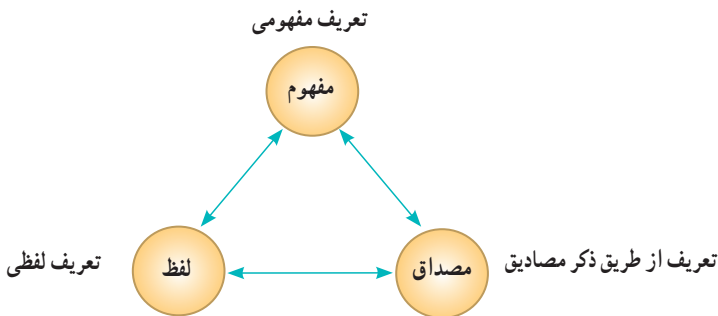 تعریف مفهومی
مفهوم
تعریف از طریق ذکر مصادیق
مصداق
لفظ
تعریف لفظی